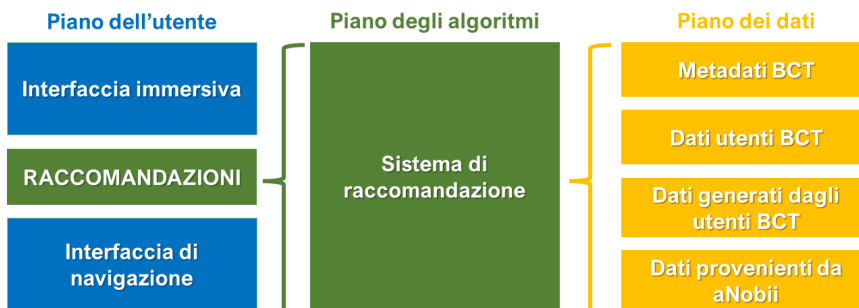 Piano dell'utente
Interfaccia immersiva
RACCOMANDAZIONI
Interfaccia di
navigazione
Piano degli algoritmi
Sistema di
raccomandazione
Piano dei dati
Metadati BCT
Dati utenti BCT
Dati generati dagli
utenti BCT
Dati provenienti da
aNobii